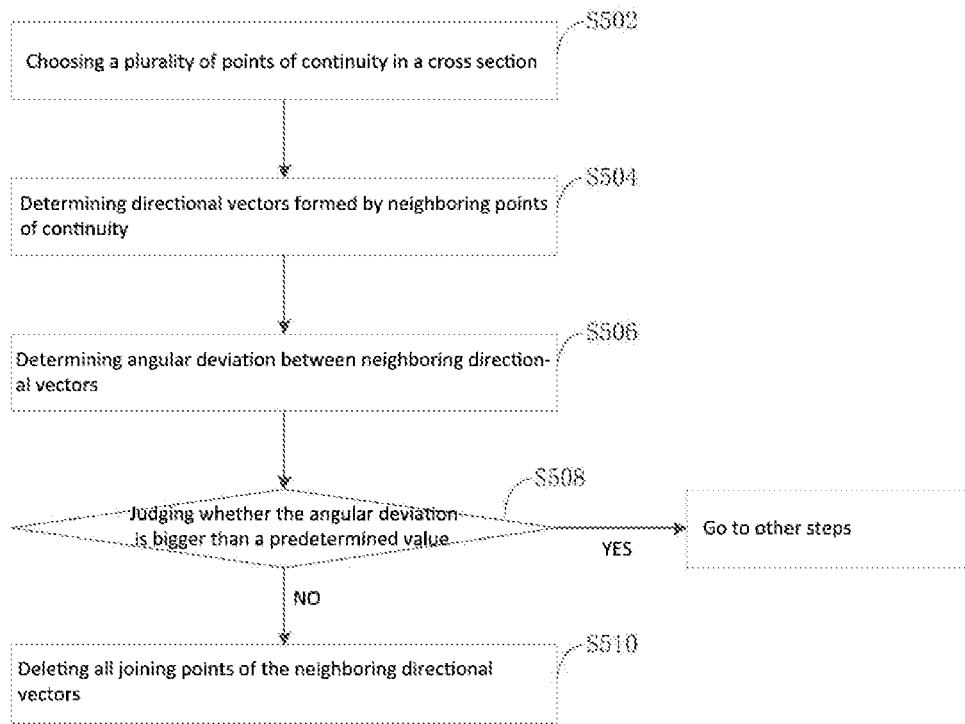 S502
Choosing a plurality of points of continuity in a cross section
S504
Determining directional vectors formed by neighboring points
of continuity
S506
Determining angular deviation between neighboring direction-
al vectors
S508
Judging whether the angular deviation
is bigger than a predetermined value
YES
Go to other steps
NO
S510
Deleting all joining points of the neighboring directional
vectors